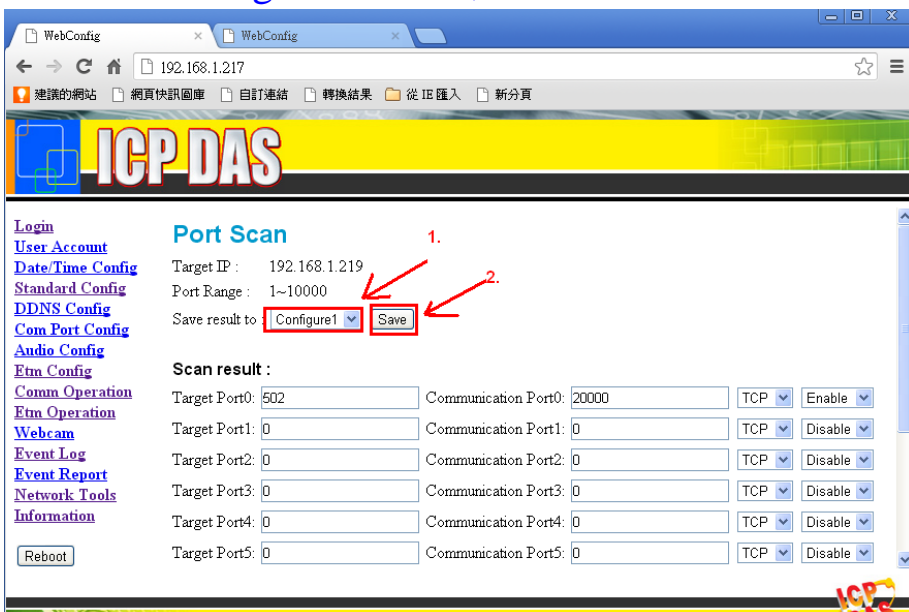 WebConfig
WebConfig
192.168.1.217
建議的網站 網頁快訊圖庫 自訂連結 轉換結果 從 IE 匯入 新分頁
ICP DAS
Login
User Account
Date/Time Config
Standard Config
DDNS Config
Com Port Config
Audio Config
Etm Config
Comm Operation
Etm Operation
Webcam
Event Log
Event Report
Network Tools
Information
Reboot
Port Scan
1.
Target IP : 192.168.1.219
2.
Port Range : 1~10000
Save result to : Configure1 Save
Scan result :
Target Port0: 502 Communication Port0: 20000 TCP Enable
Target Port1: 0 Communication Port1: 0 TCP Disable
Target Port2: 0 Communication Port2: 0 TCP Disable
Target Port3: 0 Communication Port3: 0 TCP Disable
Target Port4: 0 Communication Port4: 0 TCP Disable
Target Port5: 0 Communication Port5: 0 TCP Disable
ICP
DAS